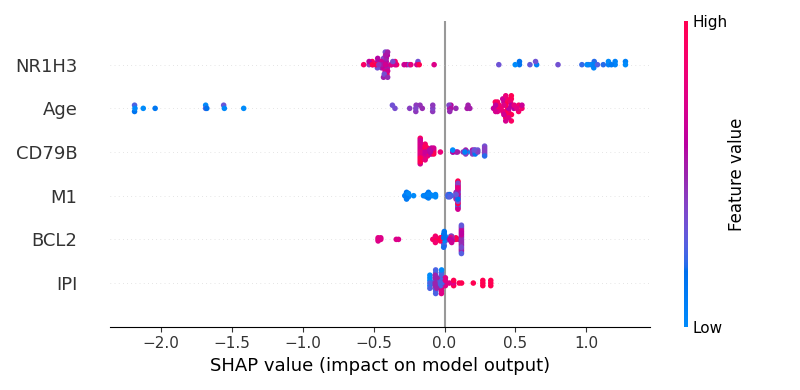 High
NR1H3
Age
CD79B
M1
BCL2
IPI
Feature value
Low
−2.0 −1.5 −1.0 −0.5 0.0 0.5 1.0
SHAP value (impact on model output)